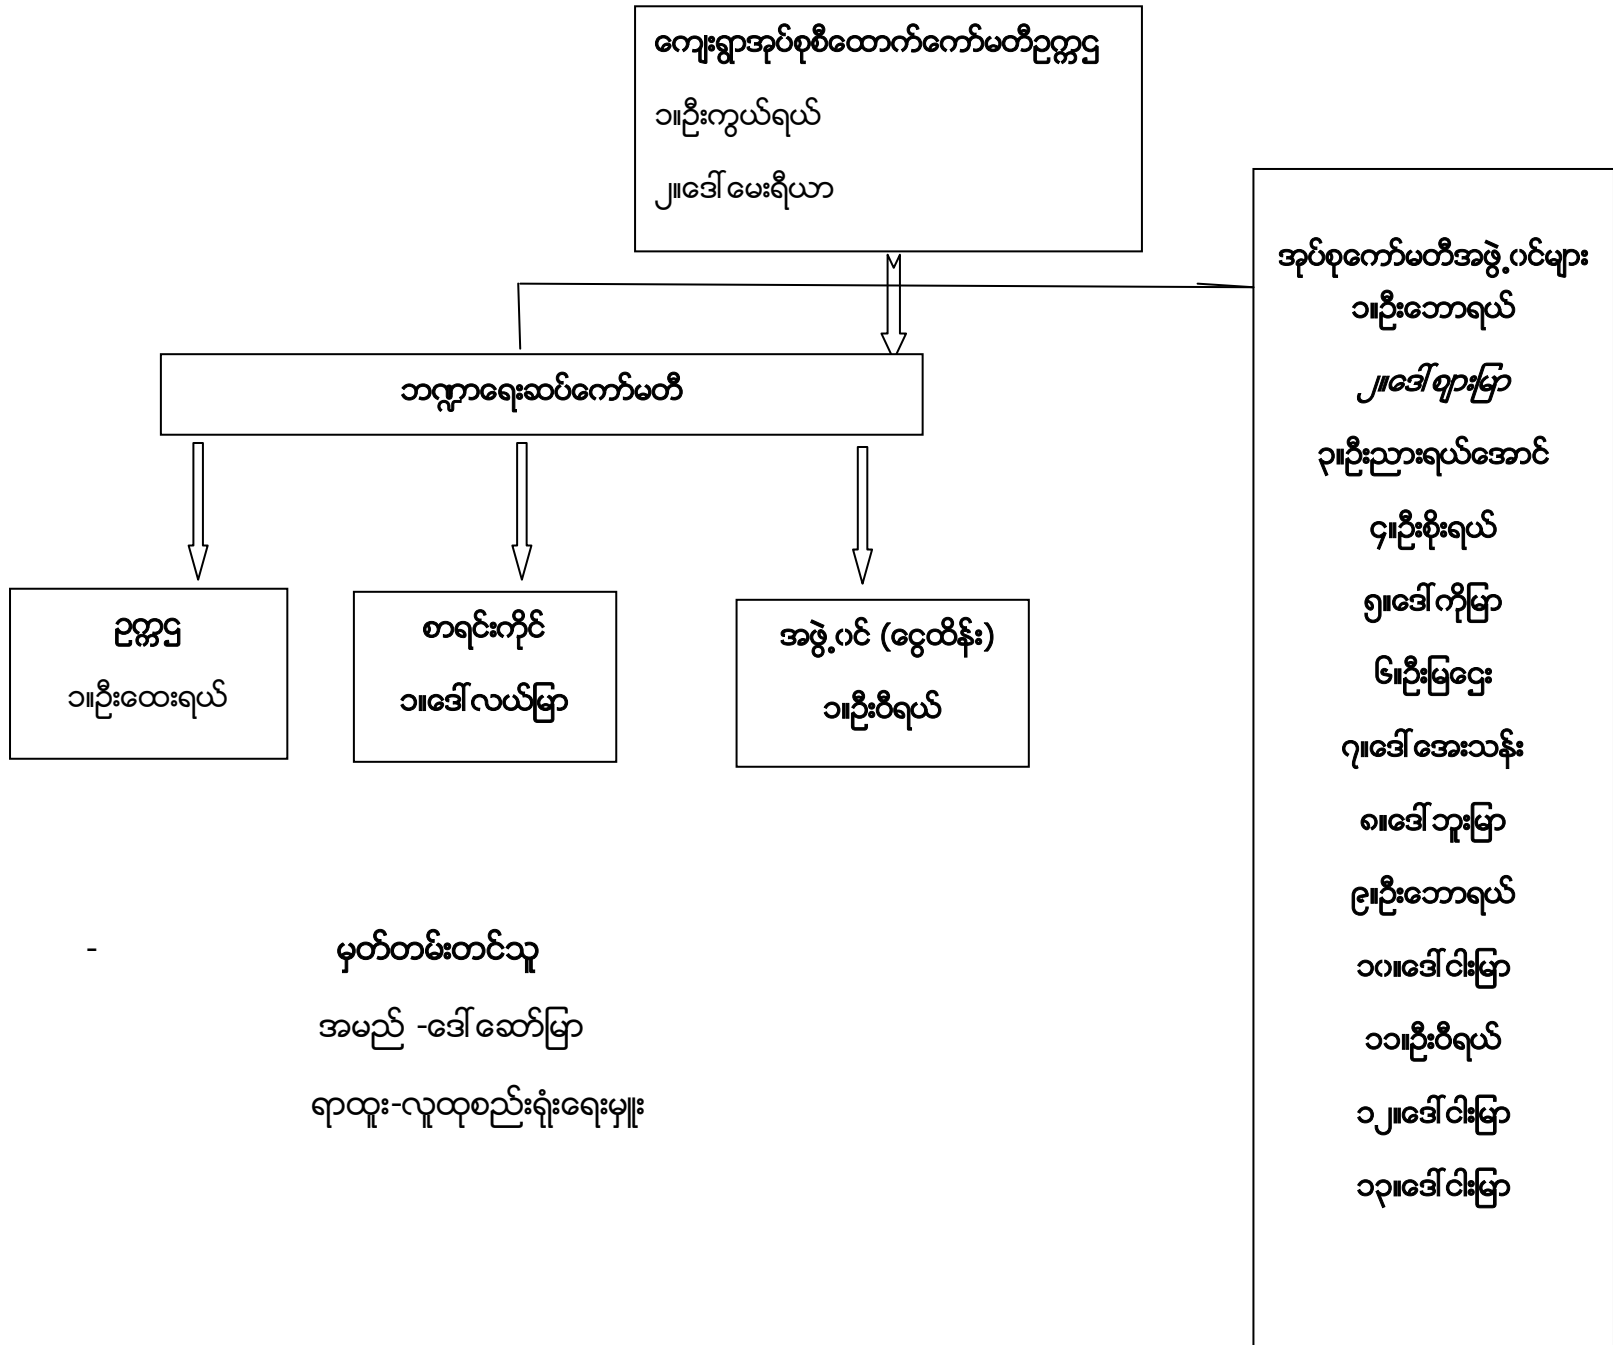 ကျေးရွာအုပ်စုစီထောက်ကော်မတီဥက္ကဌ
၁။ဦးကွယ်ရယ်
၂။ဒေါ်မေးရီယာ
အုပ်စုကော်မတီအဖွဲ့ဝင်များ
၁။ဦးဘောရယ်
၂။ဒေါ်ဈားမြာ
၃။ဦးညားရယ်အောင်
၄။ဦးစိုးရယ်
၅။ဒေါ်ကိုမြာ
၆။ဦးမြဌေး
၇။ဒေါ်အေးသန်း
၈။ဒေါ်ဘူးမြာ
၉။ဦးဘောရယ်
၁၀။ဒေါ်ငါးမြာ
၁၁။ဦးဝီရယ်
၁၂။ဒေါ်ငါးမြာ
၁၃။ဒေါ်ငါးမြာ
ဘဏ္ဍာရေးဆပ်ကော်မတီ
ဥက္ကဌ
၁။ဦးထေးရယ်
စာရင်းကိုင်
၁။ဒေါ်လယ်မြာ
အဖွဲ့ဝင် (ငွေထိန်း)
၁။ဦးဝီရယ်
- မှတ်တမ်းတင်သူ
အမည် -ဒေါ်ဆော်မြာ
ရာထူး-လူထုစည်းရုံးရေးမှူး